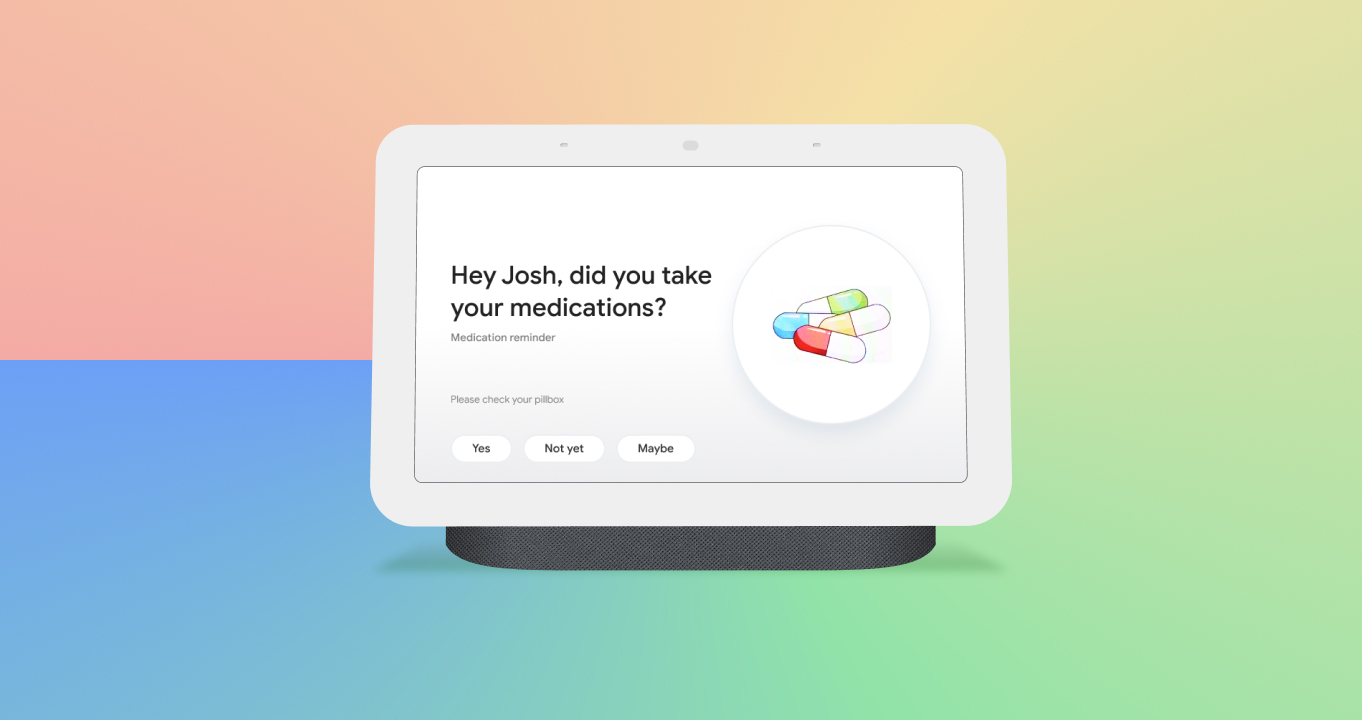 Hey Josh, did you take
your medications?
Medication reminder
Please check your pillbox
Yes
Not yet
Maybe